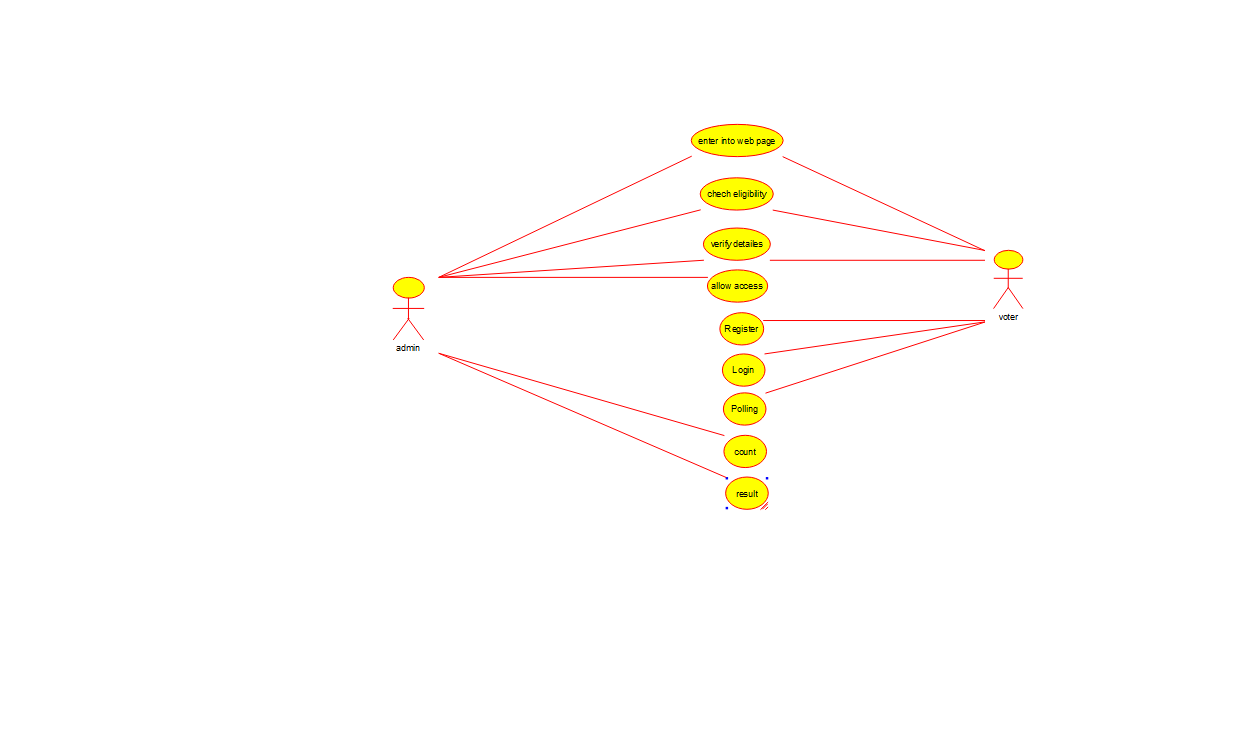 enter into web page
chech eligibility
verify detailes
allow access
Register
Login
Polling
count
result
admin
voter